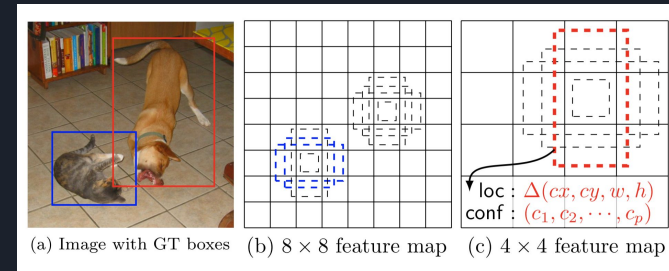 loc : Δ(cx, cy, w, h)
conf : (c₁, c₂, ⋯, cₚ)
(a) Image with GT boxes
(b) 8 × 8 feature map
(c) 4 × 4 feature map